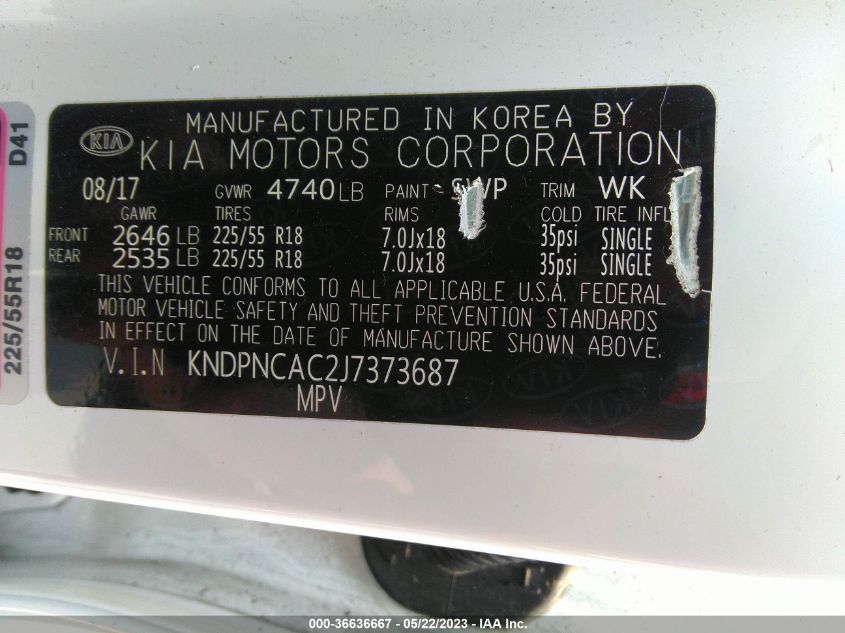 MANUFACTURED IN KOREA BY
KIA KIA MOTORS CORPORATION
08/17 GVWR 4740 LB PAINT SWP TRIM WK
GAWR TIRES RIMS COLD TIRE INFL
FRONT 2646 LB 225/55 R18 7.0Jx18 35psi SINGLE
REAR 2535 LB 225/55 R18 7.0Jx18 35psi SINGLE
THIS VEHICLE CONFORMS TO ALL APPLICABLE U.S.A. FEDERAL
MOTOR VEHICLE SAFETY AND THEFT PREVENTION STANDARDS
IN EFFECT ON THE DATE OF MANUFACTURE SHOWN ABOVE.
V.I.N KNDPNCAC2J7373687
MPV
225/55R18 D41
000-36636667 - 05/22/2023 - IAA Inc.